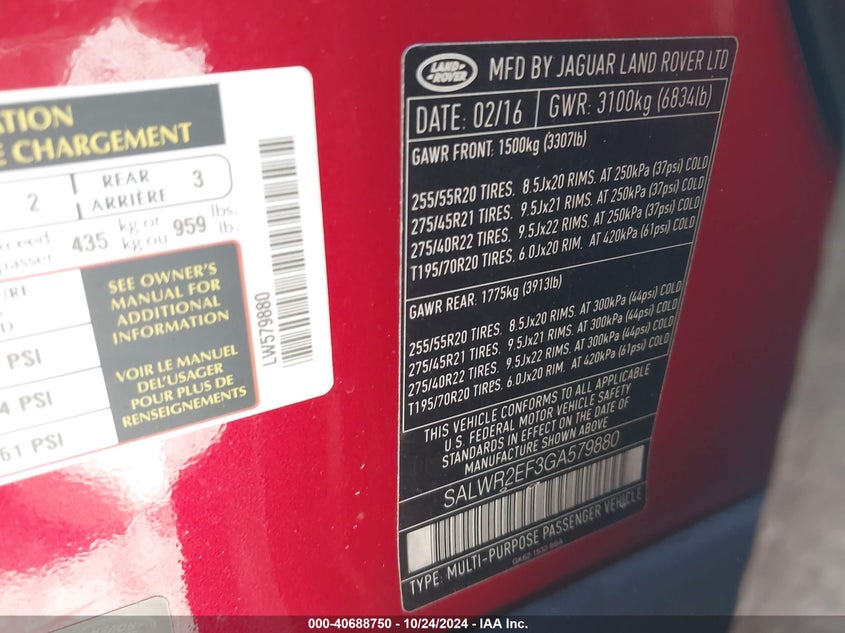 ATION
E CHARGEMENT
2 REAR ARRIÈRE 3
435 kg or kg ou 959 lbs. lb.
PSI
4 PSI
61 PSI
SEE OWNER'S
MANUAL FOR
ADDITIONAL
INFORMATION
VOIR LE MANUEL
DEL'USAGER
POUR PLUS DE
RENSEIGNEMENTS
LW579880
LAND ROVER
MFD BY JAGUAR LAND ROVER LTD
DATE: 02/16 GWR: 3100kg (6834lb)
GAWR FRONT: 1500kg (3307lb)
255/55R20 TIRES. 8.5Jx20 RIMS. AT 250kPa (37psi) COLD
275/45R21 TIRES. 9.5Jx21 RIMS. AT 250kPa (37psi) COLD
275/40R22 TIRES. 9.5Jx22 RIMS. AT 250kPa (37psi) COLD
T195/70R20 TIRES. 6.0Jx20 RIM. AT 420kPa (61psi) COLD
GAWR REAR: 1775kg (3913lb)
255/55R20 TIRES. 8.5Jx20 RIMS. AT 300kPa (44psi) COLD
275/45R21 TIRES. 9.5Jx21 RIMS. AT 300kPa (44psi) COLD
275/40R22 TIRES. 9.5Jx22 RIMS. AT 300kPa (44psi) COLD
T195/70R20 TIRES. 6.0Jx20 RIM. AT 420kPa (61psi) COLD
THIS VEHICLE CONFORMS TO ALL APPLICABLE
U.S. FEDERAL MOTOR VEHICLE SAFETY
STANDARDS IN EFFECT ON THE DATE OF
MANUFACTURE SHOWN ABOVE
SALWR2EF3GA579880
TYPE: MULTI-PURPOSE PASSENGER VEHICLE
000-40688750 - 10/24/2024 - IAA Inc.